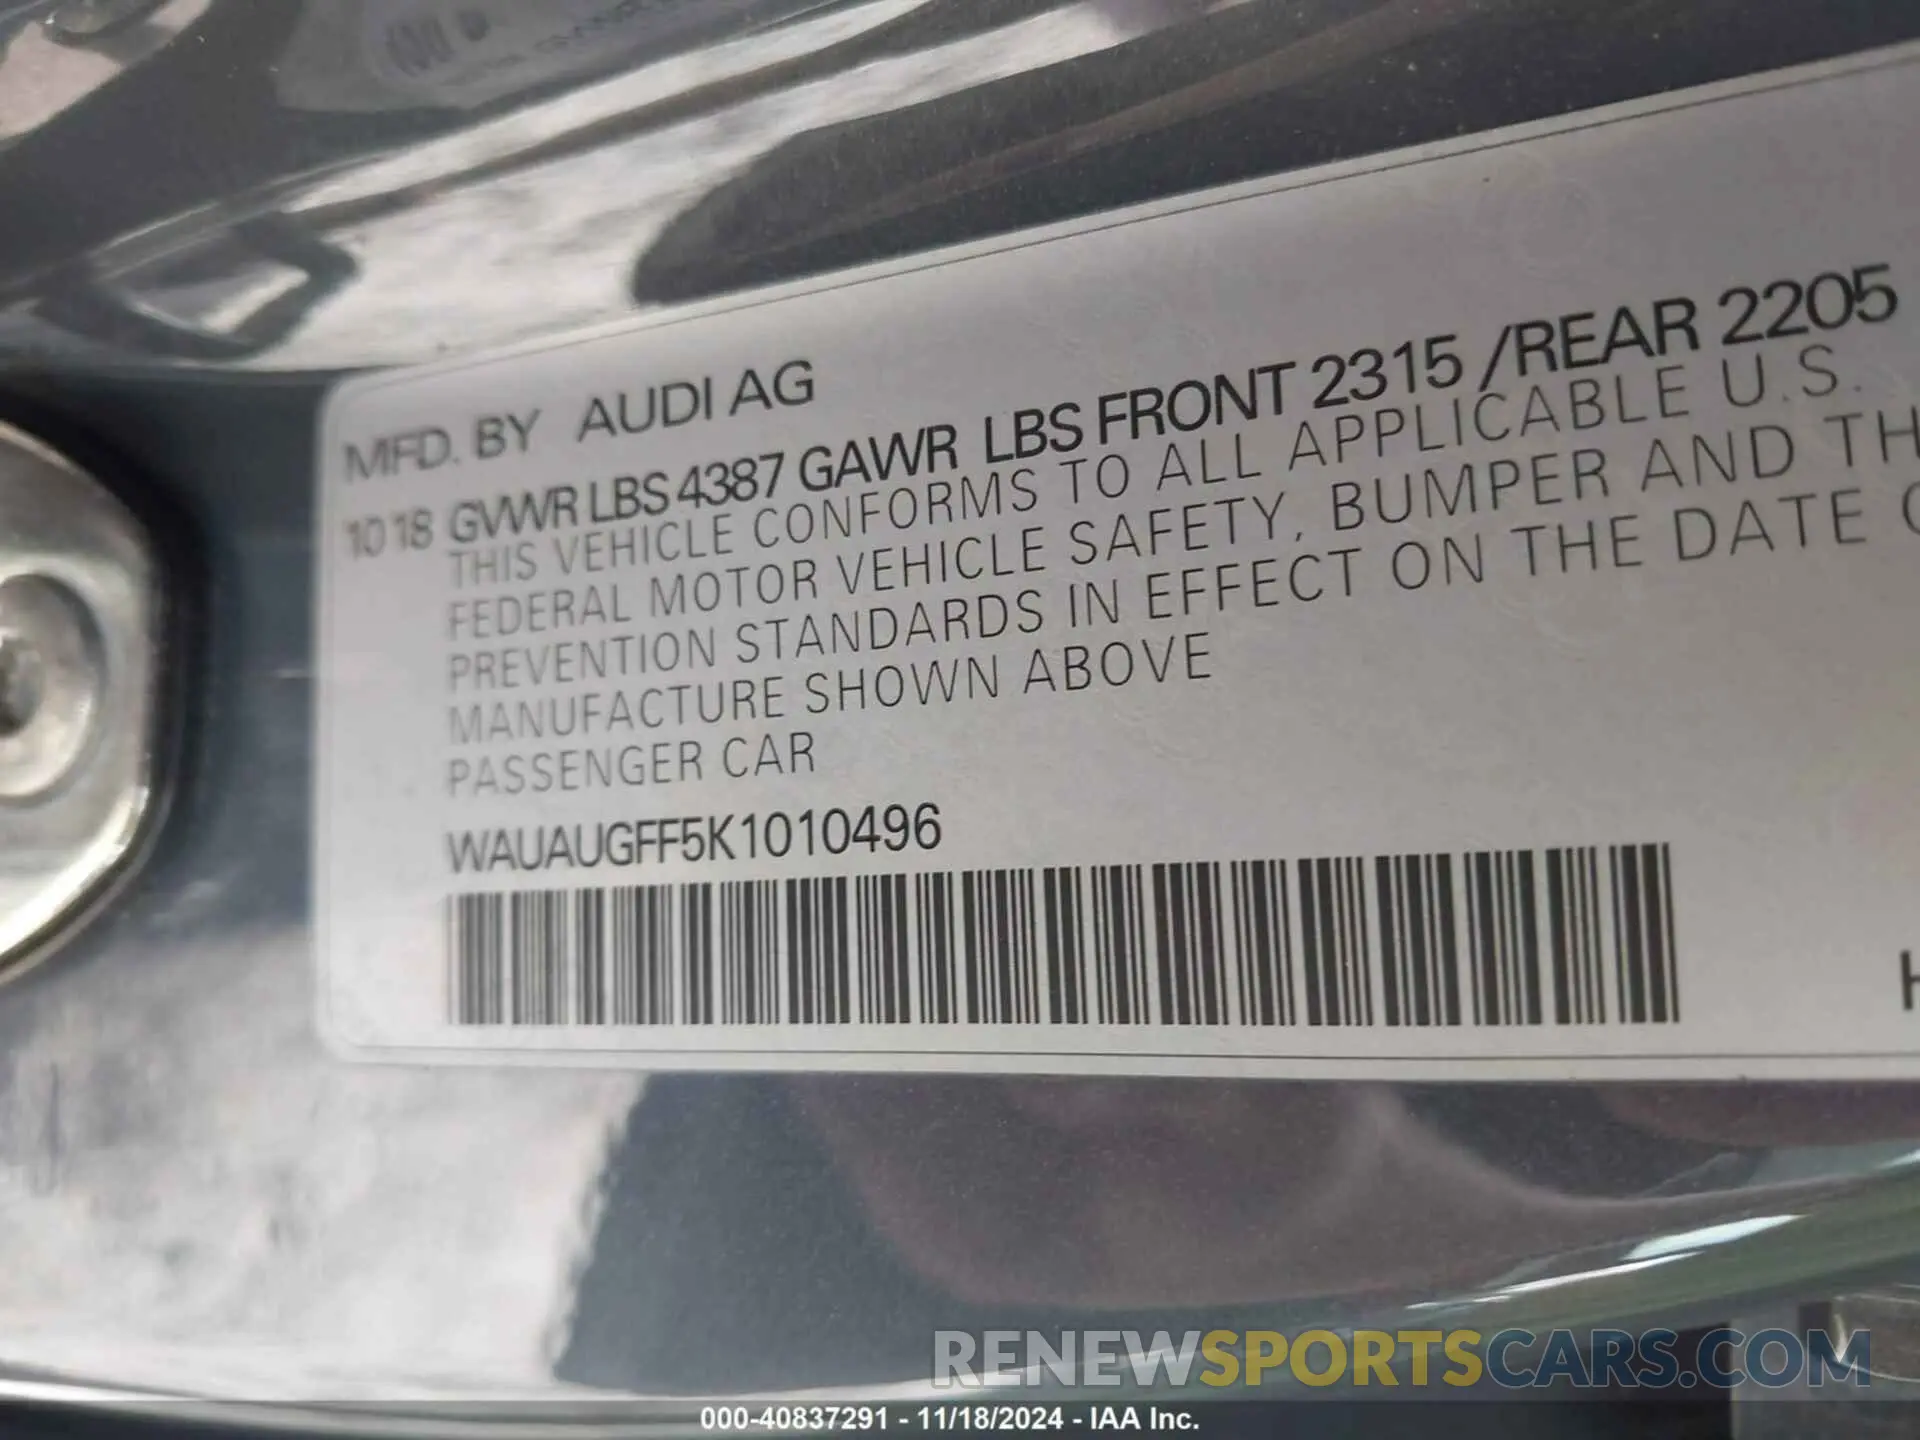 MFD. BY AUDI AG
10 18 GVWR LBS 4387 GAWR LBS FRONT 2315 /REAR 2205
THIS VEHICLE CONFORMS TO ALL APPLICABLE U.S.
FEDERAL MOTOR VEHICLE SAFETY, BUMPER AND TH
PREVENTION STANDARDS IN EFFECT ON THE DATE
MANUFACTURE SHOWN ABOVE
PASSENGER CAR
WAUAUGFF5K1010496
H
RENEWSPORTSCARS.COM
000-40837291 - 11/18/2024 - IAA Inc.